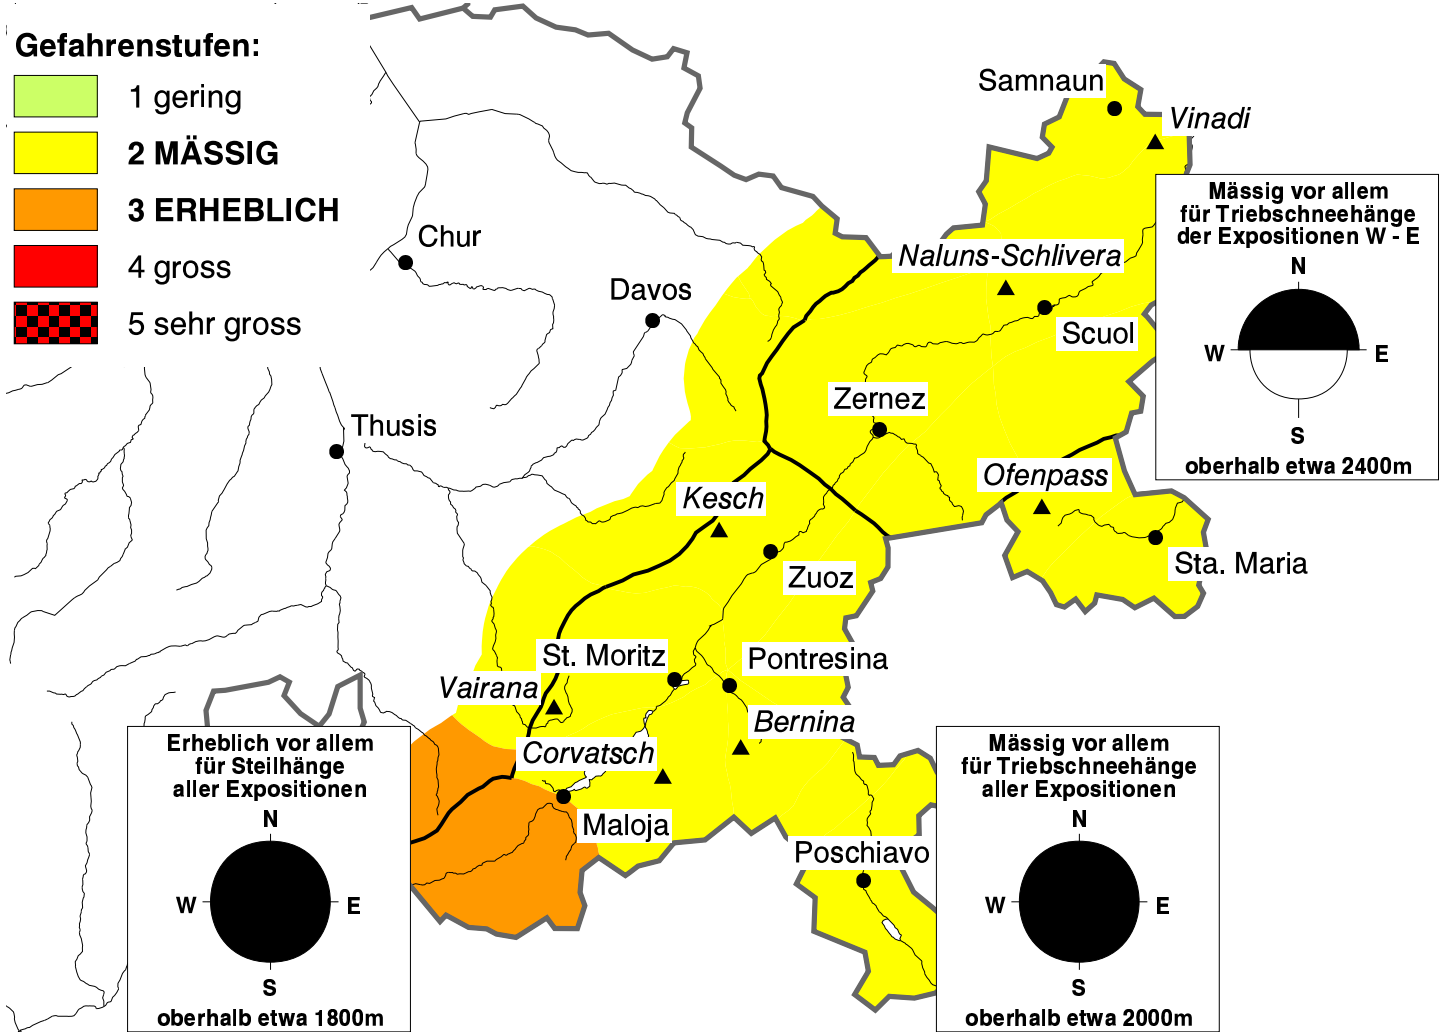 Gefahrenstufen:
1 gering
2 MÄSSIG
3 ERHEBLICH
4 gross
5 sehr gross
Samnaun
Vinadi
Chur
Davos
Naluns-Schlivera
Scuol
Thusis
Zernez
Kesch
Ofenpass
Zuoz
Sta. Maria
St. Moritz
Pontresina
Vairana
Bernina
Corvatsch
Maloja
Poschiavo
Mässig vor allem
für Triebschneehänge
der Expositionen W - E
N
W
E
S
oberhalb etwa 2400m
Erheblich vor allem
für Steilhänge
aller Expositionen
N
W
E
S
oberhalb etwa 1800m
Mässig vor allem
für Triebschneehänge
aller Expositionen
N
W
E
S
oberhalb etwa 2000m